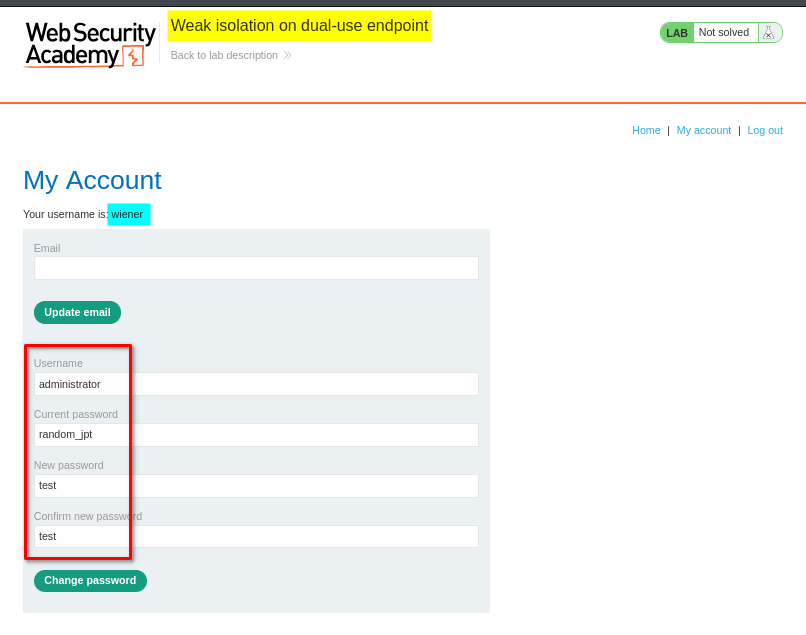 Web Security
Academy
Weak isolation on dual-use endpoint
Back to lab description
LAB Not solved
Home | My account | Log out
My Account
Your username is: wiener
Email
Update email
Username
administrator
Current password
random_jpt
New password
test
Confirm new password
test
Change password